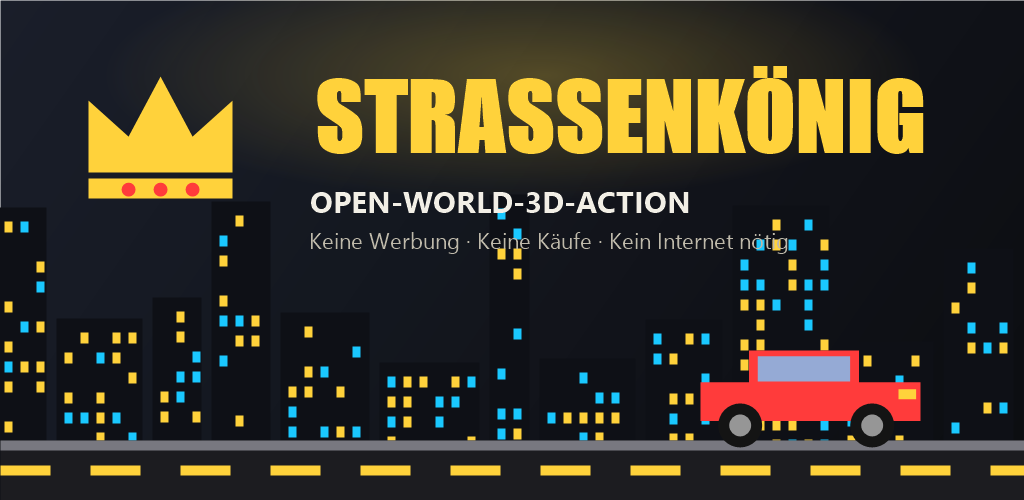 STRASSENKÖNIG
OPEN-WORLD-3D-ACTION
Keine Werbung · Keine Käufe · Kein Internet nötig